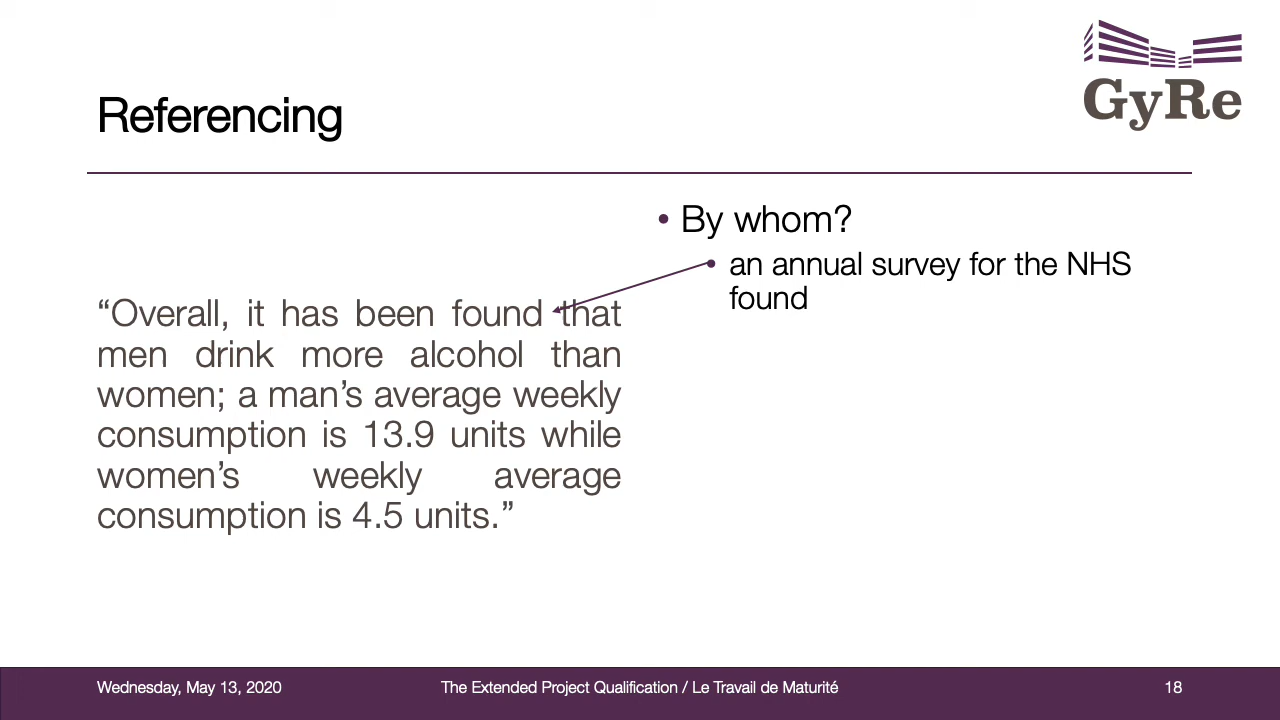 GyRe
Referencing
“Overall, it has been found that
men drink more alcohol than
women; a man’s average weekly
consumption is 13.9 units while
women’s weekly average
consumption is 4.5 units.”
• By whom?
• an annual survey for the NHS
found
Wednesday, May 13, 2020
The Extended Project Qualification / Le Travail de Maturité
18